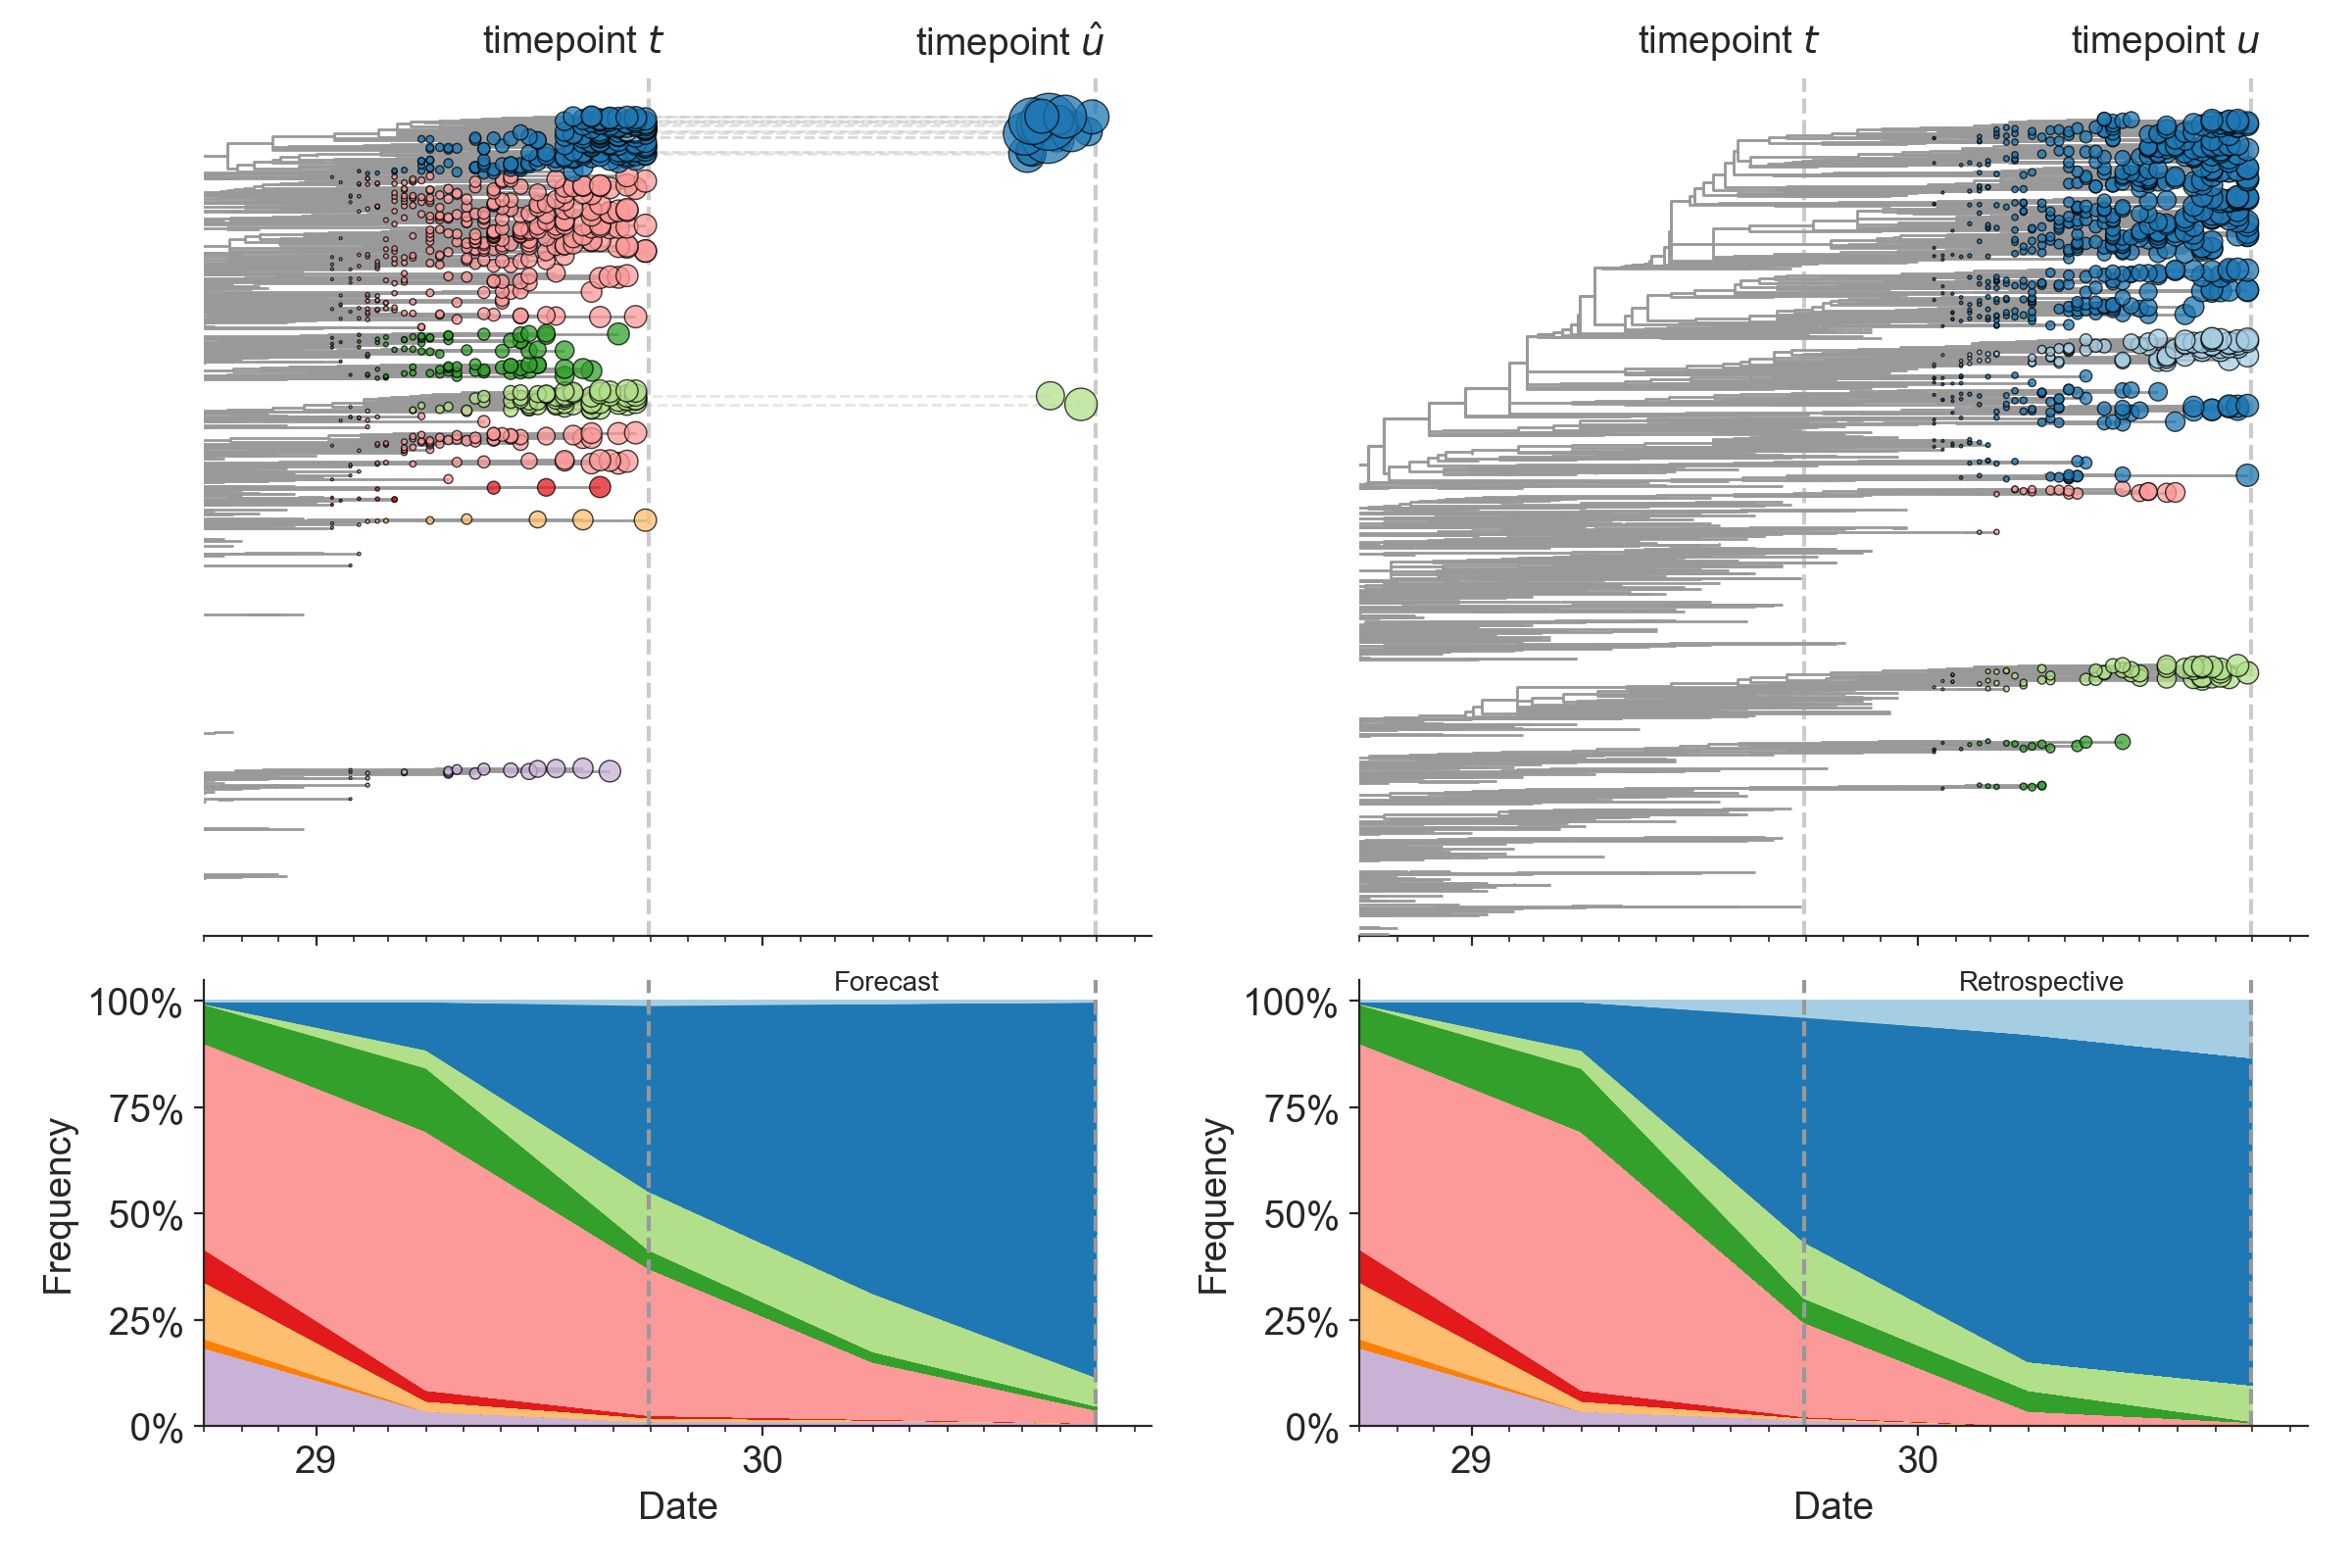 timepoint t
timepoint û
timepoint t
timepoint u
Forecast
100%
75%
50%
25%
0%
Frequency
29
30
Date
Retrospective
100%
75%
50%
25%
0%
Frequency
29
30
Date